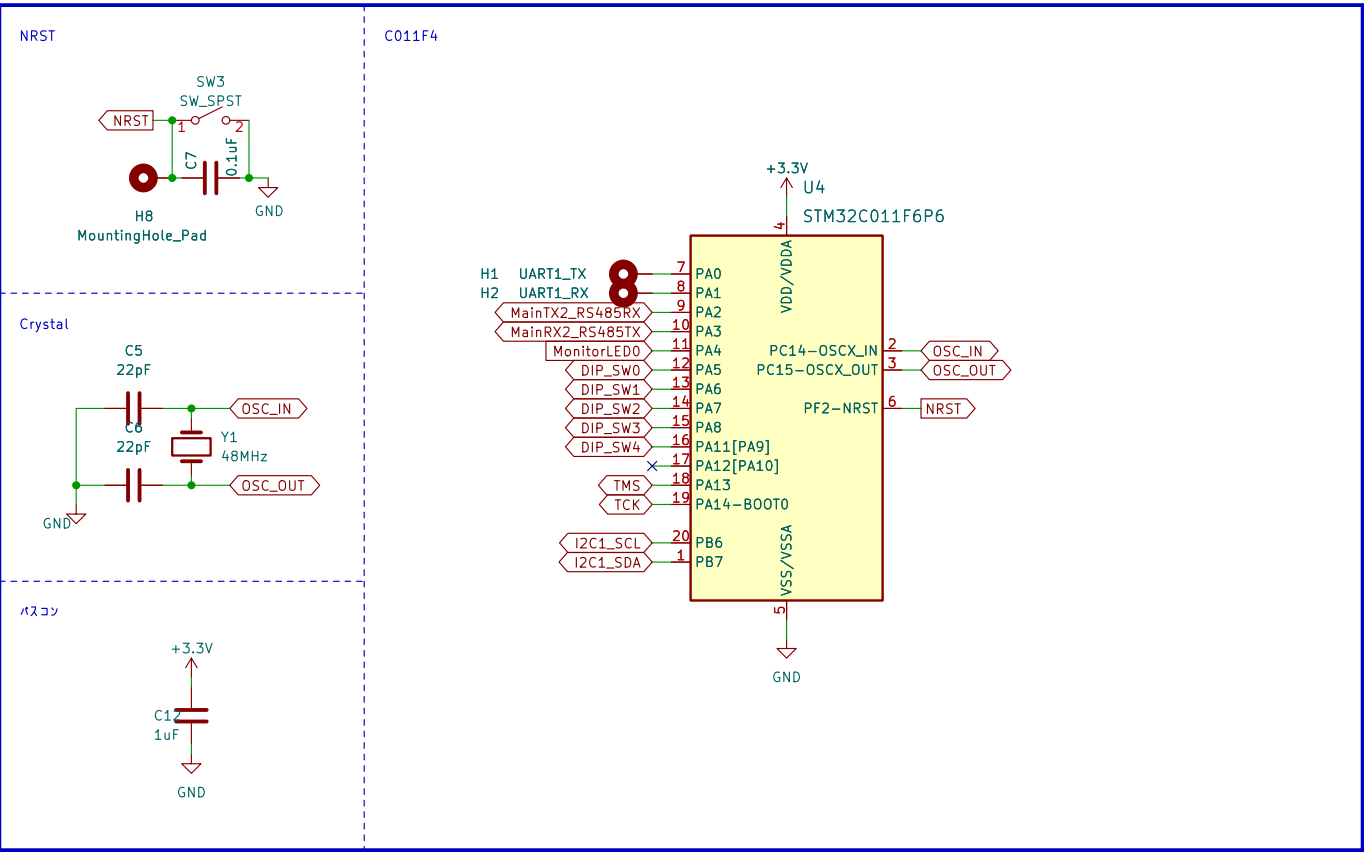 NRST
SW3
SW_SPST
NRST
1
2
C7
0.1uF
H8
MountingHole_Pad
GND
Crystal
C5
22pF
OSC_IN
C6
22pF
Y1
48MHz
OSC_OUT
GND
パスコン
+3.3V
C12
1uF
GND
C011F4
+3.3V
U4
STM32C011F6P6
4
VDD/VDDA
H1 UART1_TX 7 PA0
H2 UART1_RX 8 PA1
MainTX2_RS485RX 9 PA2
MainRX2_RS485TX 10 PA3
MonitorLED0 11 PA4
DIP_SW0 12 PA5
DIP_SW1 13 PA6
DIP_SW2 14 PA7
DIP_SW3 15 PA8
DIP_SW4 16 PA11[PA9]
17 PA12[PA10]
TMS 18 PA13
TCK 19 PA14-BOOT0
I2C1_SCL 20 PB6
I2C1_SDA 1 PB7
PC14-OSCX_IN 2 OSC_IN
PC15-OSCX_OUT 3 OSC_OUT
PF2-NRST 6 NRST
VSS/VSSA
5
GND